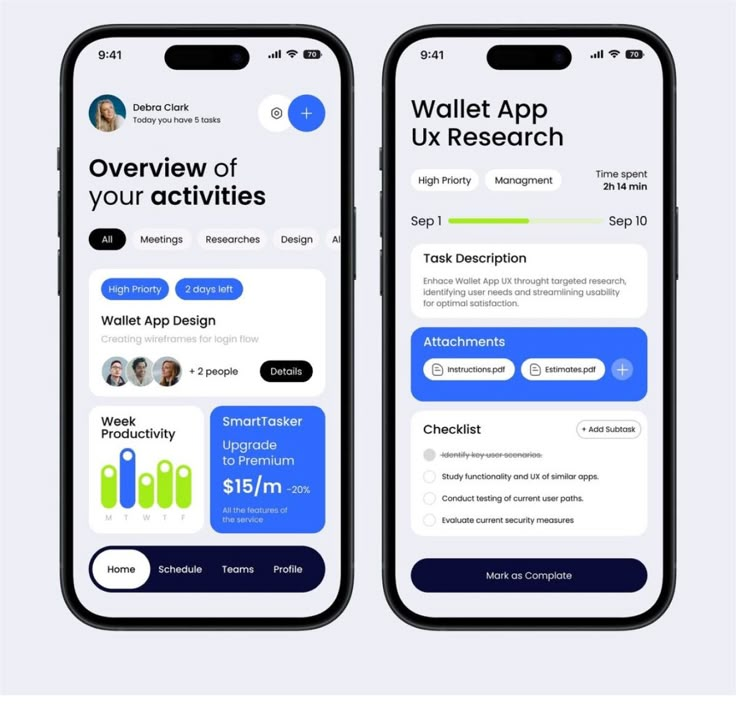 9:41
70
Debra Clark
Today you have 5 tasks
Overview of
your activities
All
Meetings
Researches
Design
Al
High Priorty
2 days left
Wallet App Design
Creating wireframes for login flow
+ 2 people
Details
Week
Productivity
M T W T F
SmartTasker
Upgrade
to Premium
$15/m -20%
All the features of
the service
Home
Schedule
Teams
Profile
9:41
70
Wallet App
Ux Research
High Priorty
Managment
Time spent
2h 14 min
Sep 1
Sep 10
Task Description
Enhace Wallet App UX throught targeted research,
identifying user needs and streamlining usability
for optimal satisfaction.
Attachments
Instructions.pdf
Estimates.pdf
Checklist
+ Add Subtask
Identify key user scenarios.
Study functionality and UX of similar apps.
Conduct testing of current user paths.
Evaluate current security measures
Mark as Complate